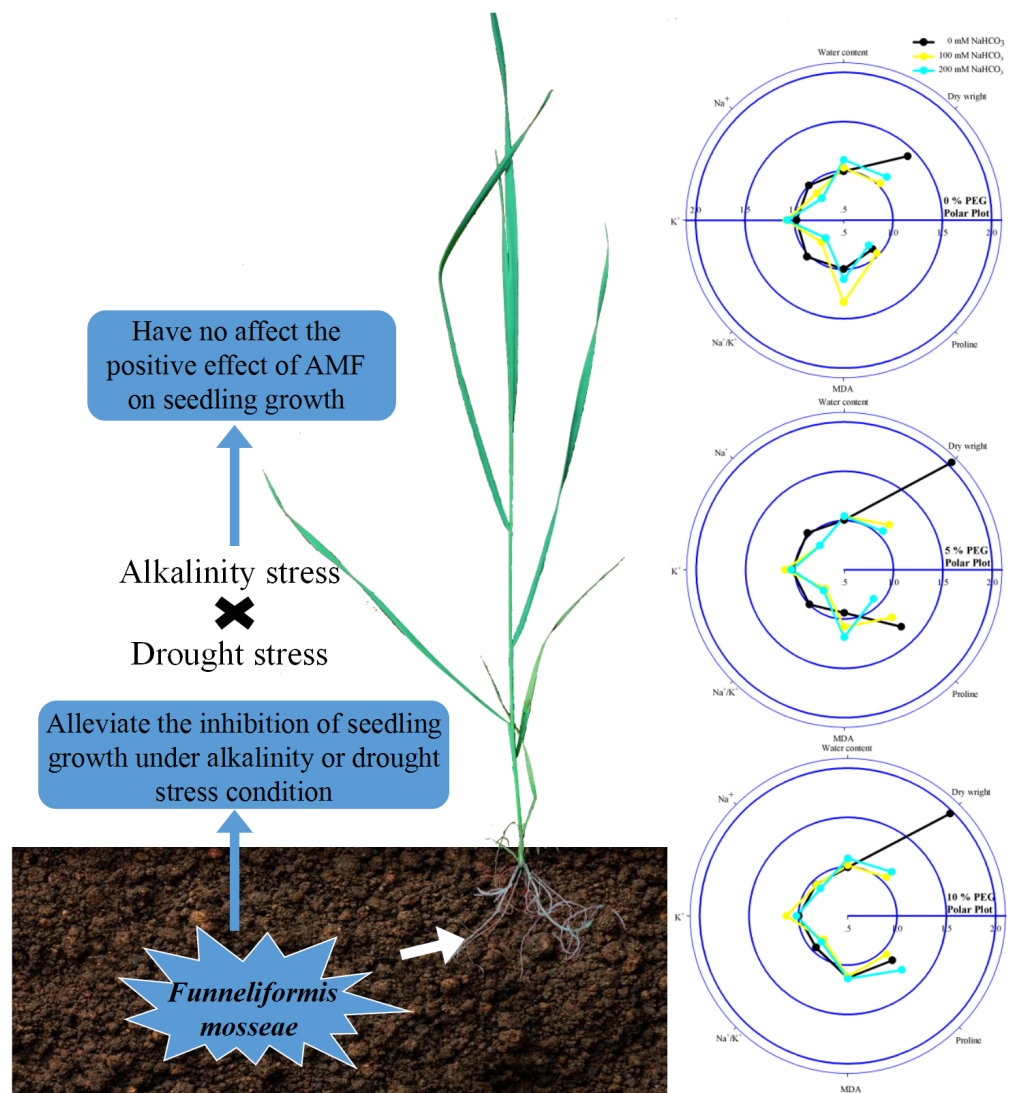 Have no affect the
positive effect of AMF
on seedling growth
Alkalinity stress
Drought stress
Alleviate the inhibition of seedling
growth under alkalinity or drought
stress condition
Funneliformis
mosseae
0 mM NaHCO₃
100 mM NaHCO₃
200 mM NaHCO₃
Water content
Dry wright
Na⁺
0 % PEG
Polar Plot
K⁺
2.0
1.5
1.0
.5
.5
1.0
1.5
2.0
Na⁺/K⁺
Proline
MDA
Water content
Dry wright
Na⁺
5 % PEG
Polar Plot
K⁺
.5
1.0
1.5
2.0
Na⁺/K⁺
Proline
MDA
Water content
Dry wright
Na⁺
10 % PEG
Polar Plot
K⁺
.5
1.0
1.5
2.0
Na⁺/K⁺
Proline
MDA